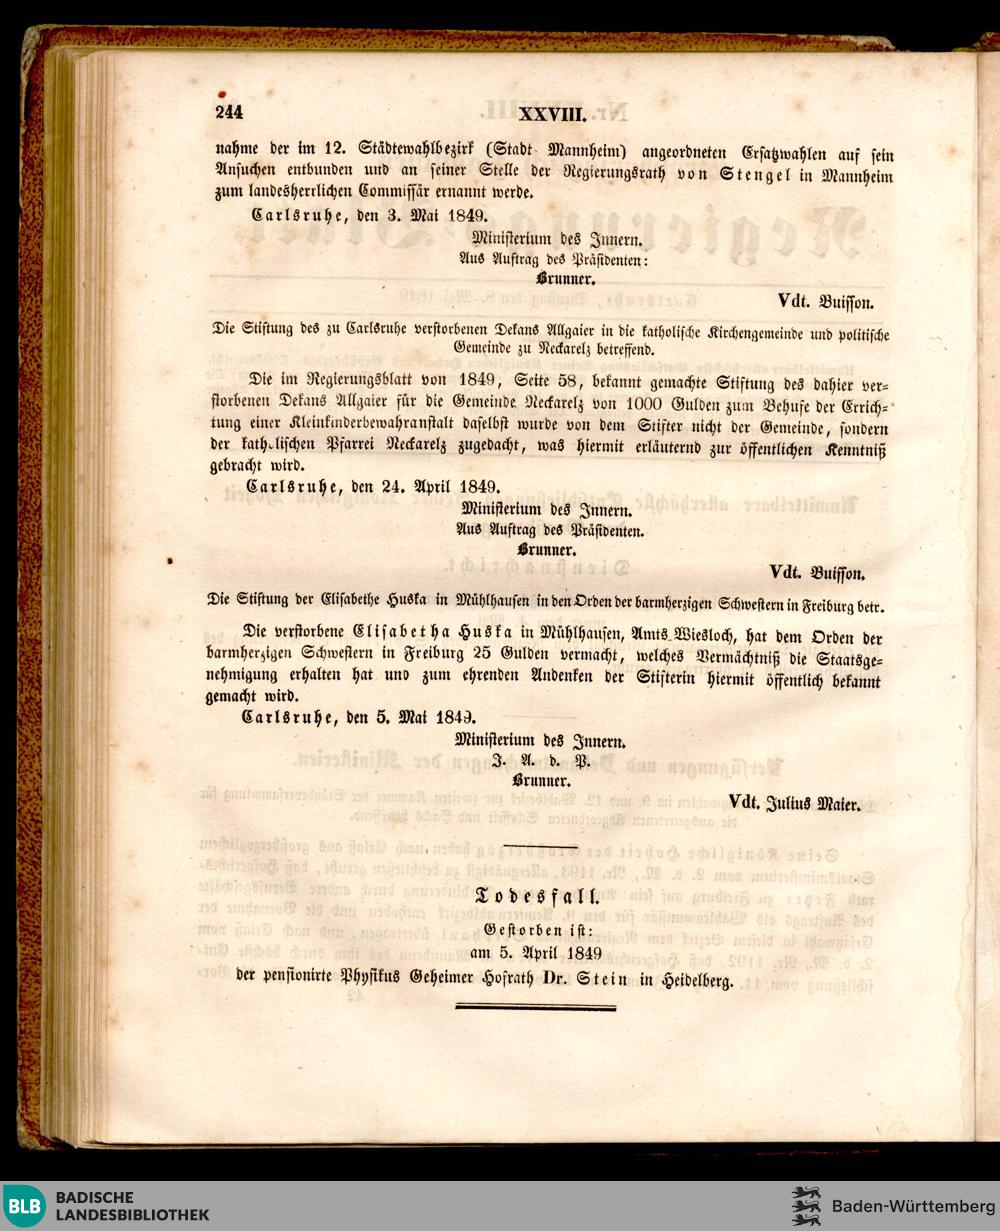 244
XXVIII.
nahme der im 12. Städtewahlbezirk (Stadt Mannheim) angeordneten Ersatzwahlen auf sein
Ansuchen entbunden und an seiner Stelle der Regierungsrath von Stengel in Mannheim
zum landesherrlichen Commissär ernannt werde.
Carlsruhe, den 3. Mai 1849.
Ministerium des Innern.
Aus Auftrag des Präsidenten:
Brunner.
Vdt. Buisson.
Die Stiftung des zu Carlsruhe verstorbenen Dekans Allgaier in die katholische Kirchengemeinde und politische
Gemeinde zu Neckarelz betreffend.
Die im Regierungsblatt von 1849, Seite 58, bekannt gemachte Stiftung des dahier ver-
storbenen Dekans Allgaier für die Gemeinde Neckarelz von 1000 Gulden zum Behufe der Errich-
tung einer Kleinkinderbewahranstalt daselbst wurde von dem Stifter nicht der Gemeinde, sondern
der katholischen Pfarrei Neckarelz zugedacht, was hiermit erläuternd zur öffentlichen Kenntniß
gebracht wird.
Carlsruhe, den 24. April 1849.
Ministerium des Innern.
Aus Auftrag des Präsidenten.
Brunner.
Vdt. Buisson.
Die Stiftung der Elisabethe Huska in Mühlhausen in den Orden der barmherzigen Schwestern in Freiburg betr.
Die verstorbene Elisabetha Huska in Mühlhausen, Amts Wiesloch, hat dem Orden der
barmherzigen Schwestern in Freiburg 25 Gulden vermacht, welches Vermächtniß die Staatsge-
nehmigung erhalten hat und zum ehrenden Andenken der Stifterin hiermit öffentlich bekannt
gemacht wird.
Carlsruhe, den 5. Mai 1849.
Ministerium des Innern.
J. A. d. P.
Brunner.
Vdt. Julius Maier.
Todesfall.
Gestorben ist:
am 5. April 1849
der pensionirte Physikus Geheimer Hofrath Dr. Stein in Heidelberg.
BLB
BADISCHE
LANDESBIBLIOTHEK
Baden-Württemberg